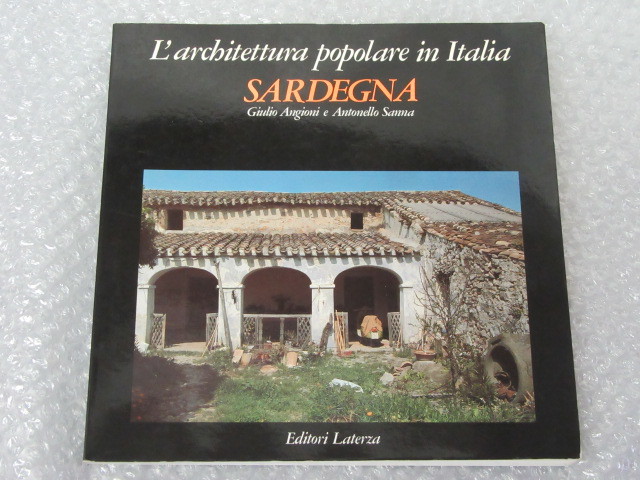 L'architettura popolare in Italia
SARDEGNA
Giulio Angioni e Antonello Sanna
Editori Laterza